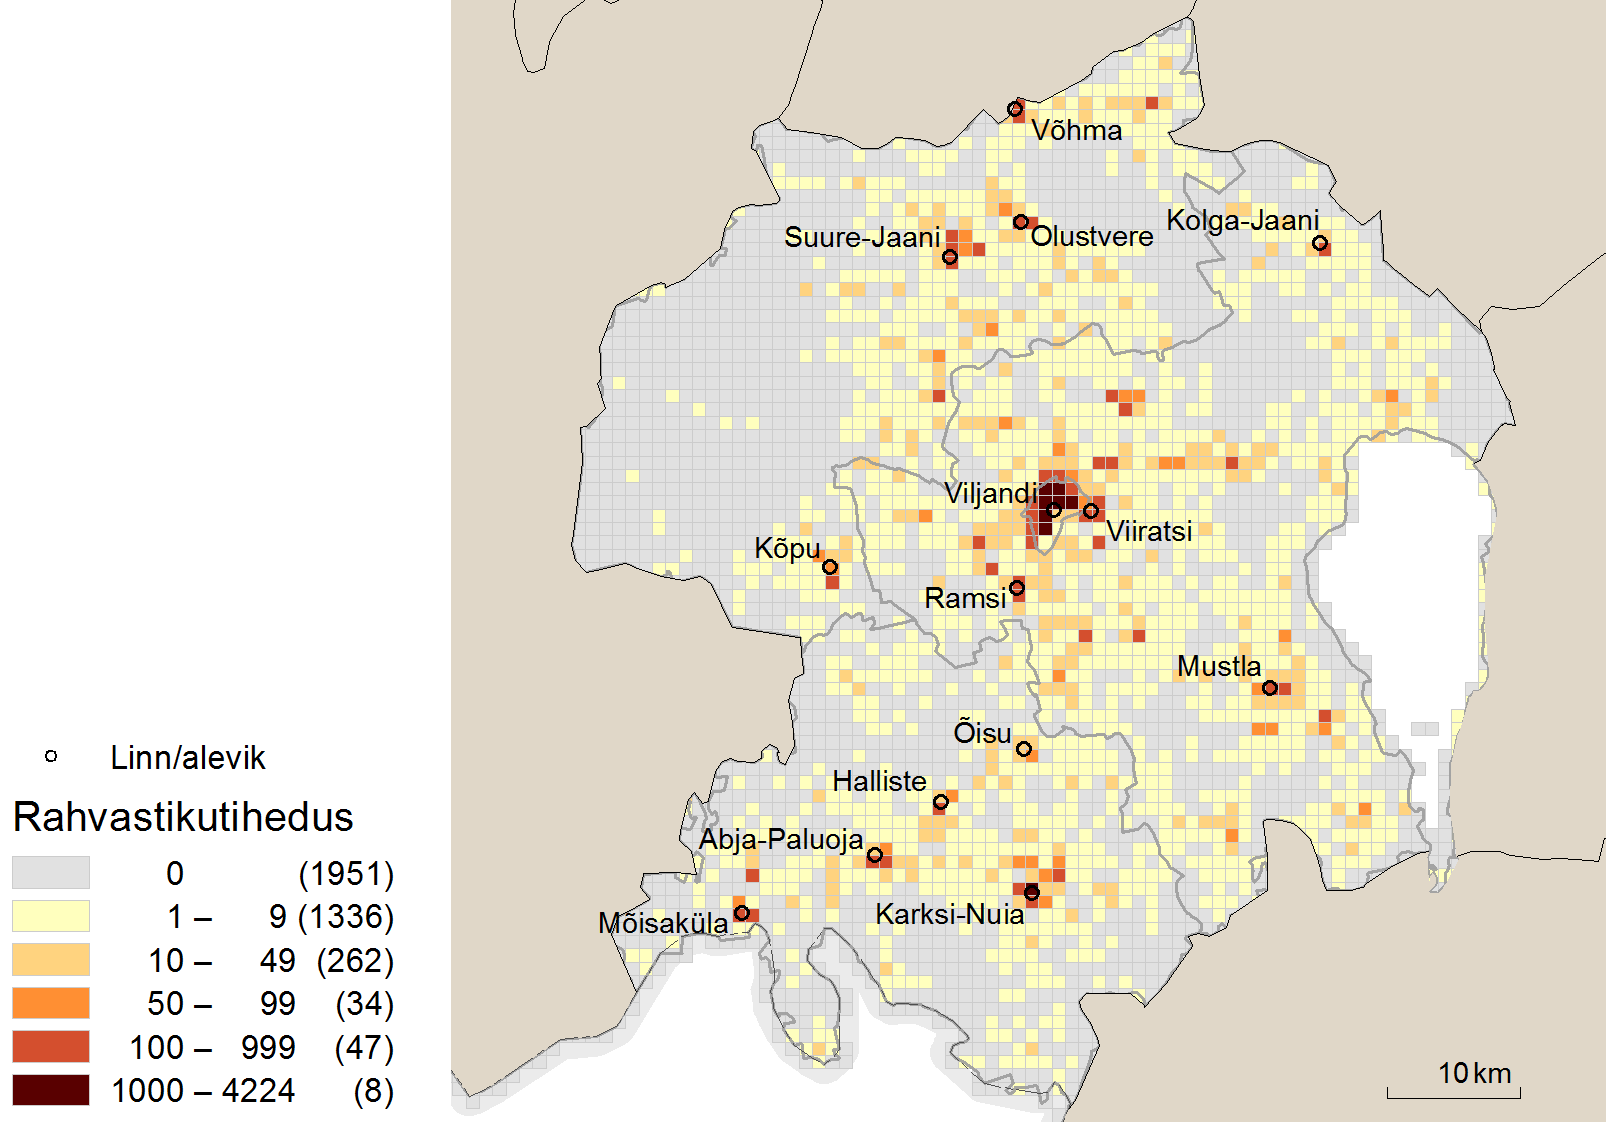 Võhma
Kolga-Jaani
Suure-Jaani
Olustvere
Viljandi
Viiratsi
Kõpu
Ramsi
Mustla
Õisu
Halliste
Abja-Paluoja
Karksi-Nuia
Mõisaküla
Linn/alevik
Rahvastikutihedus
0 (1951)
1 – 9 (1336)
10 – 49 (262)
50 – 99 (34)
100 – 999 (47)
1000 – 4224 (8)
10 km